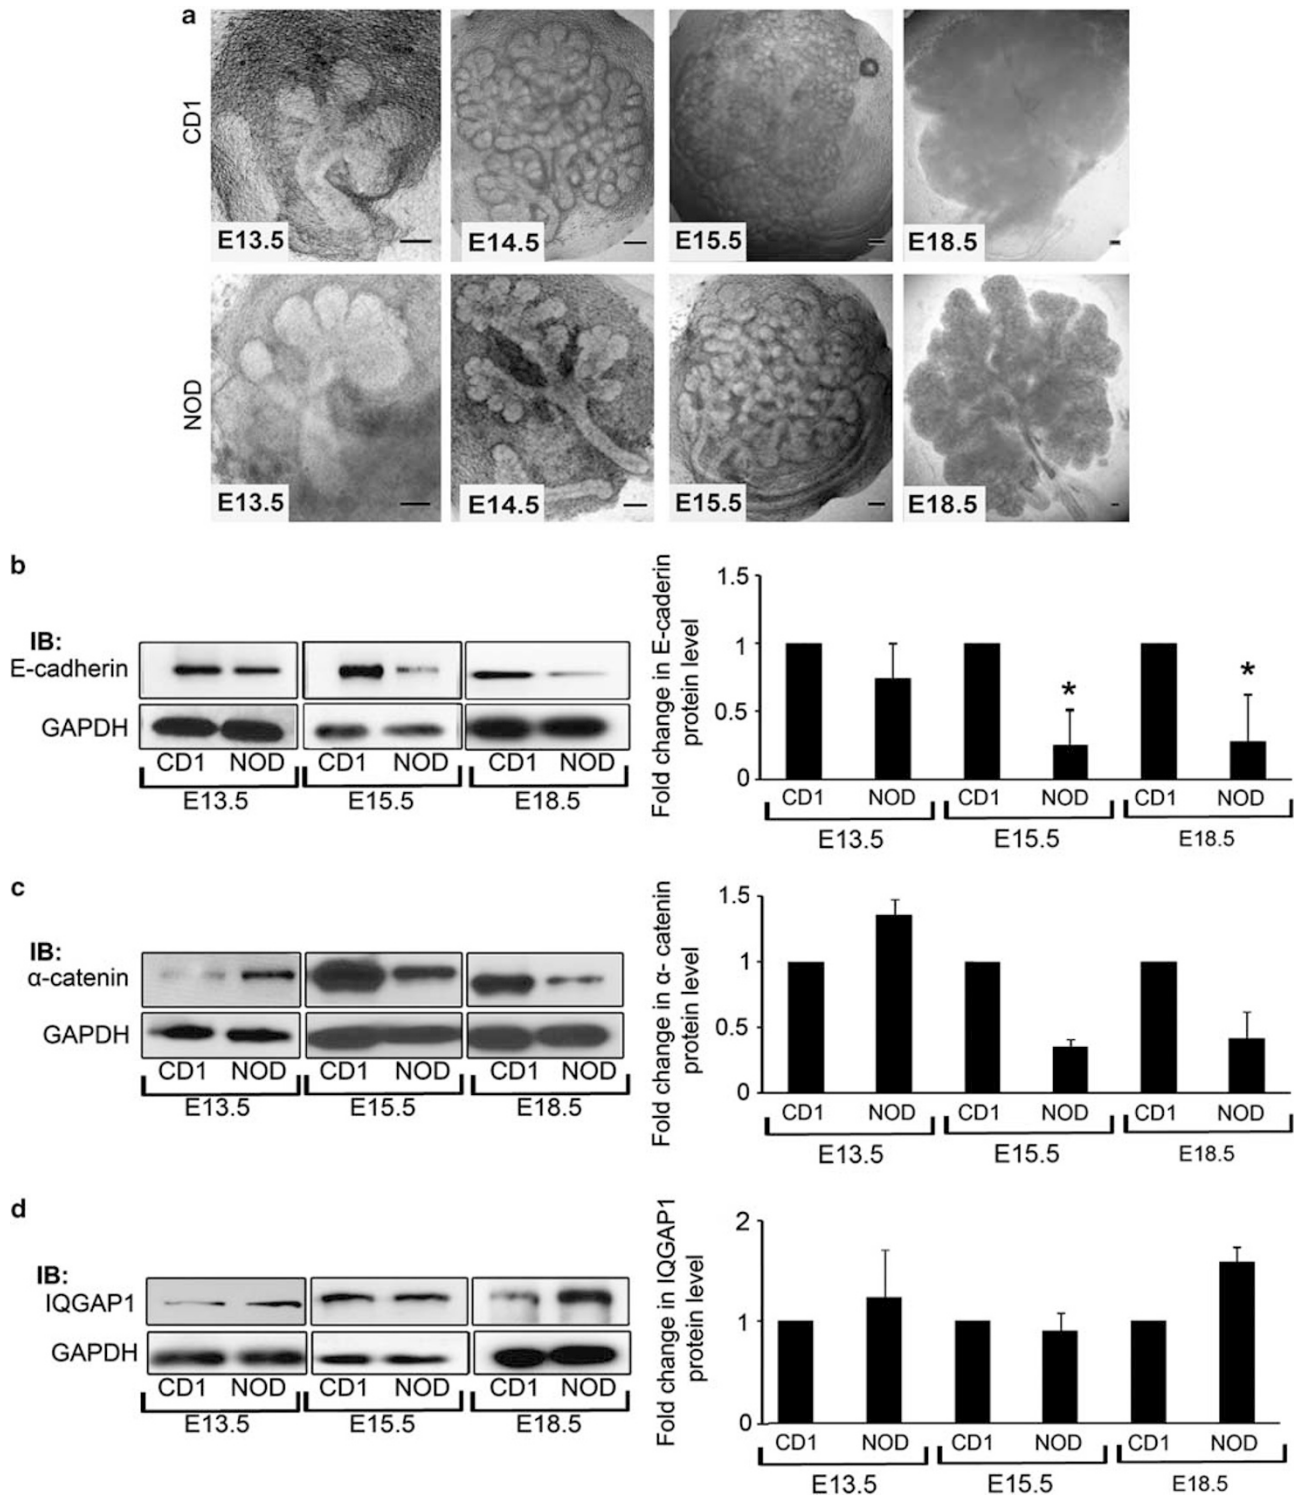 a
CD1
E13.5
E14.5
E15.5
E18.5
NOD
E13.5
E14.5
E15.5
E18.5
b
IB:
E-cadherin
GAPDH
CD1 NOD CD1 NOD CD1 NOD
E13.5 E15.5 E18.5
Fold change in E-caderin
protein level
1.5
1
0.5
0
*
*
CD1 NOD CD1 NOD CD1 NOD
E13.5 E15.5 E18.5
c
IB:
α-catenin
GAPDH
CD1 NOD CD1 NOD CD1 NOD
E13.5 E15.5 E18.5
Fold change in α- catenin
protein level
1.5
1
0.5
0
CD1 NOD CD1 NOD CD1 NOD
E13.5 E15.5 E18.5
d
IB:
IQGAP1
GAPDH
CD1 NOD CD1 NOD CD1 NOD
E13.5 E15.5 E18.5
Fold change in IQGAP1
protein level
2
1
0
CD1 NOD CD1 NOD CD1 NOD
E13.5 E15.5 E18.5